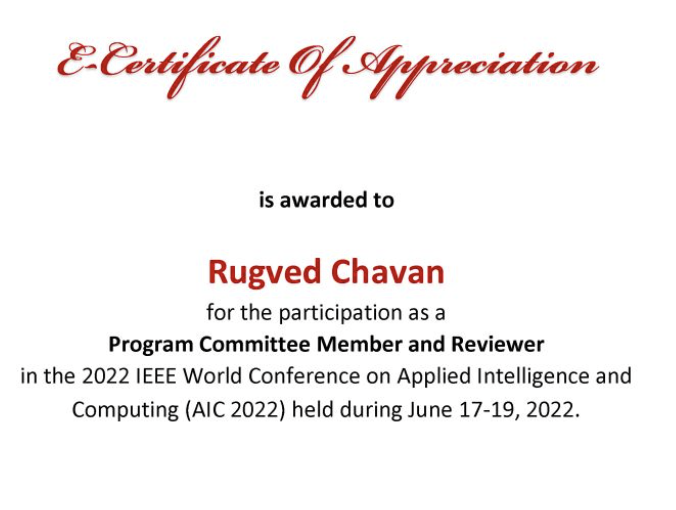 E-Certificate Of Appreciation
is awarded to
Rugved Chavan
for the participation as a
Program Committee Member and Reviewer
in the 2022 IEEE World Conference on Applied Intelligence and
Computing (AIC 2022) held during June 17-19, 2022.